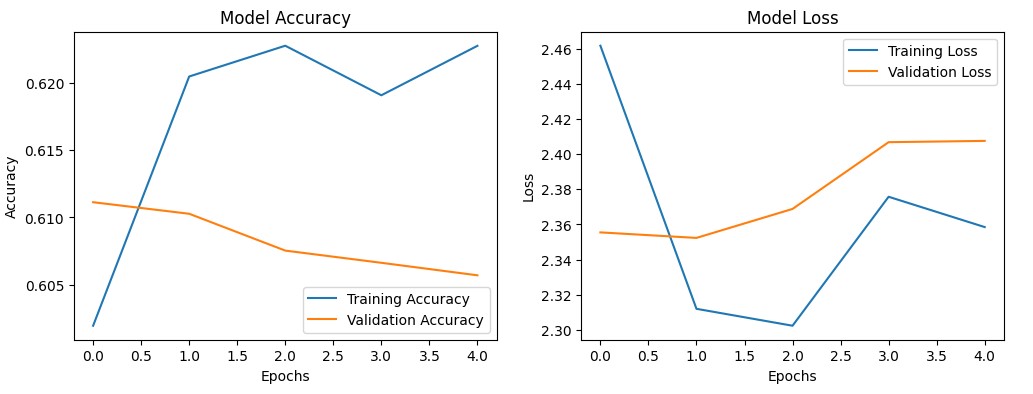 Model Accuracy
Accuracy
0.620
0.615
0.610
0.605
Training Accuracy
Validation Accuracy
0.0 0.5 1.0 1.5 2.0 2.5 3.0 3.5 4.0
Epochs
Model Loss
Loss
2.46
2.44
2.42
2.40
2.38
2.36
2.34
2.32
2.30
Training Loss
Validation Loss
0.0 0.5 1.0 1.5 2.0 2.5 3.0 3.5 4.0
Epochs